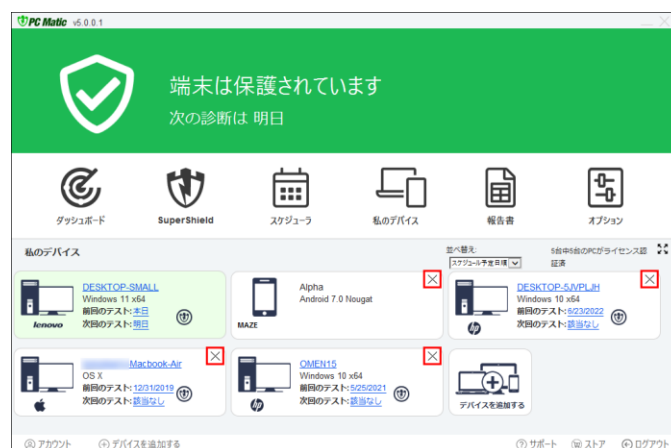 PC Matic v5.0.0.1
端末は保護されています
次の診断は 明日
ダッシュボード
SuperShield
スケジューラ
私のデバイス
報告書
オプション
私のデバイス
並べ替え:
スケジュール予定日順
5台中5台のPCがライセンス認
証済
DESKTOP-SMALL
Windows 11 x64
前回のテスト:本日
次回のテスト:明日
lenovo
Alpha
Android 7.0 Nougat
MAZE
DESKTOP-5JVPLJH
Windows 10 x64
前回のテスト:6/23/2022
次回のテスト:該当なし
hp
Macbook-Air
OS X
前回のテスト:12/31/2019
次回のテスト:該当なし
OMEN15
Windows 10 x64
前回のテスト:5/25/2021
次回のテスト:該当なし
hp
デバイスを追加する
アカウント
デバイスを追加する
サポート
ストア
ログアウト